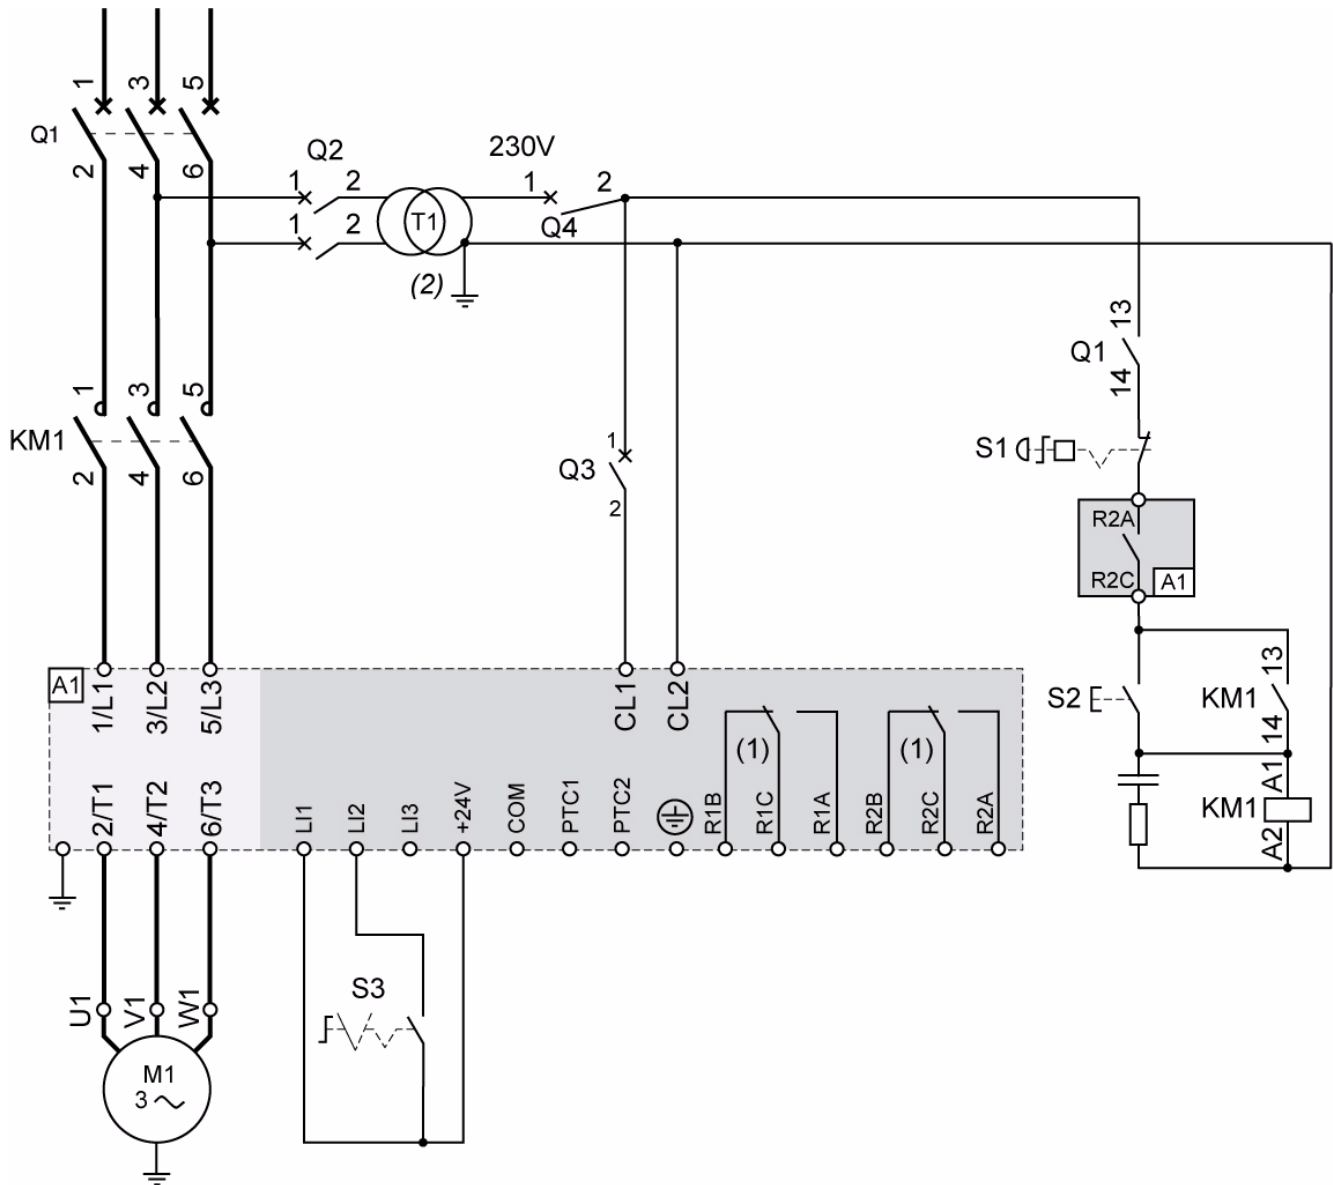 1 3 5
Q1
2 4 6
Q2
230V
1 2
1 2
T1
1 2
Q4
(2)
13
Q1
14
1 3 5
KM1
2 4 6
1
Q3
2
S1
R2A
R2C
A1
A1
1/L1 3/L2 5/L3
CL1 CL2
13
S2
KM1
14
(1) (1)
2/T1 4/T2 6/T3
LI1 LI2 LI3 +24V COM PTC1 PTC2 R1B R1C R1A R2B R2C R2A
A1
KM1
A2
S3
U1 V1 W1
M1
3